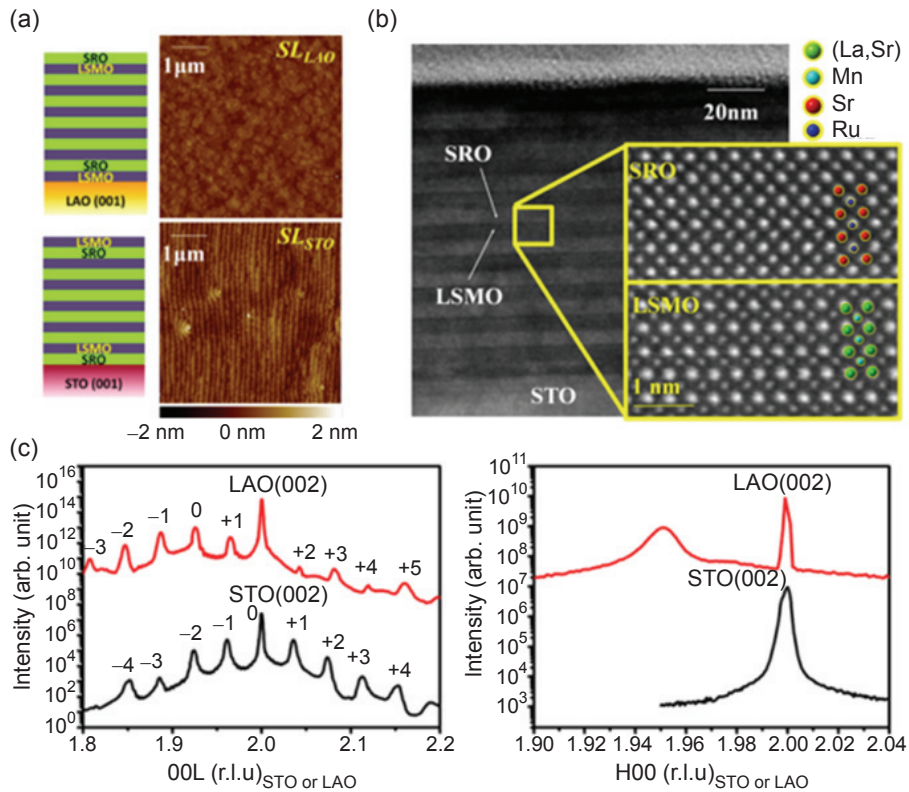 (a)
SRO
LSMO
SRO
LSMO
LAO (001)
1µm
SL_LAO
LSMO
SRO
LSMO
SRO
STO (001)
1µm
SL_STO
−2 nm 0 nm 2 nm
(b)
20nm
SRO
LSMO
STO
SRO
LSMO
1 nm
(La,Sr)
Mn
Sr
Ru
(c)
Intensity (arb. unit)
10^16
10^14
10^12
10^10
10^8
10^6
10^4
10^2
10^0
LAO(002)
−3 −2 −1 0 +1 +2 +3 +4 +5
STO(002)
−4 −3 −2 −1 0 +1 +2 +3 +4
1.8 1.9 2.0 2.1 2.2
00L (r.l.u)_STO or LAO
Intensity (arb. unit)
10^11
10^10
10^9
10^8
10^7
10^6
10^5
10^4
10^3
LAO(002)
STO(002)
1.90 1.92 1.94 1.96 1.98 2.00 2.02 2.04
H00 (r.l.u)_STO or LAO